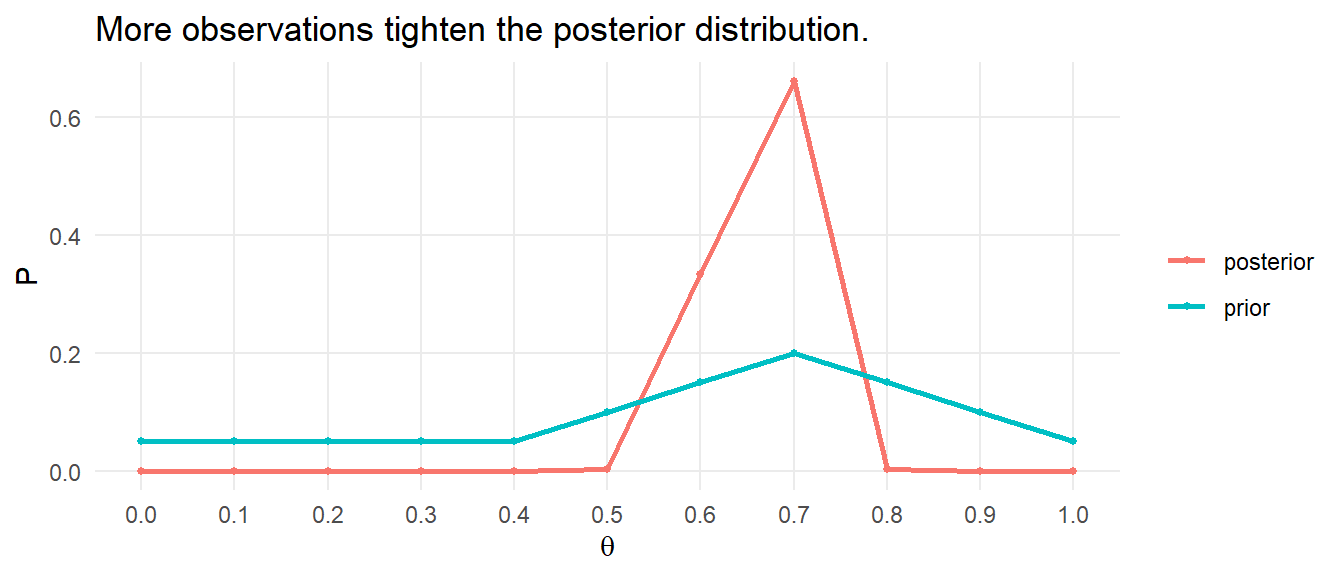 More observations tighten the posterior distribution.
P
0.6
0.4
0.2
0.0
0.0 0.1 0.2 0.3 0.4 0.5 0.6 0.7 0.8 0.9 1.0
θ
posterior
prior